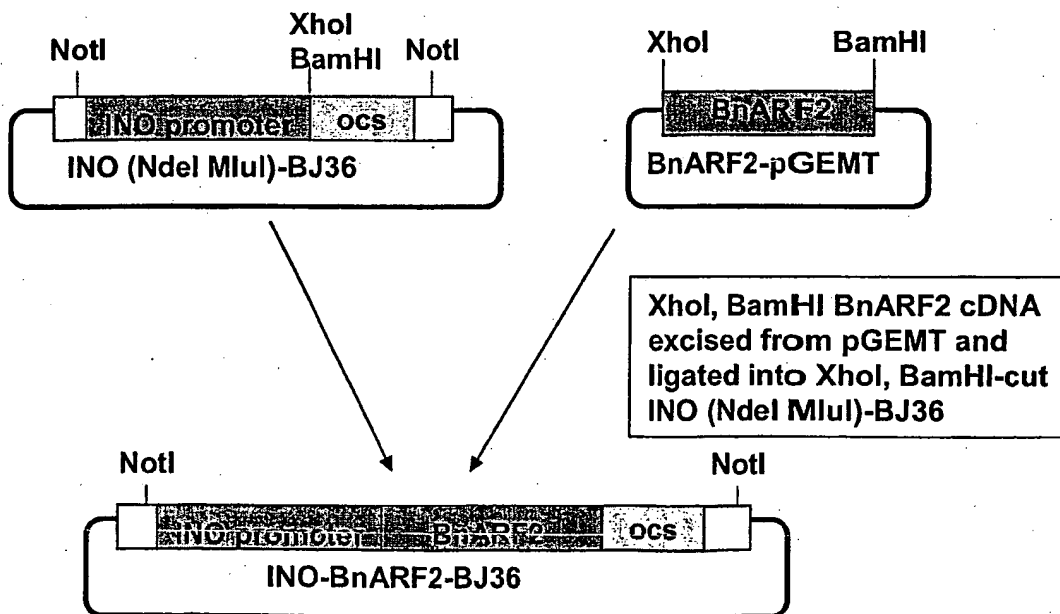 XhoI
NotI BamHI NotI
INO promoter ocs
INO (NdeI MluI)-BJ36
XhoI BamHI
BnARF2
BnARF2-pGEMT
XhoI, BamHI BnARF2 cDNA
excised from pGEMT and
ligated into XhoI, BamHI-cut
INO (NdeI MluI)-BJ36
NotI NotI
INO promoter BnARF2 ocs
INO-BnARF2-BJ36